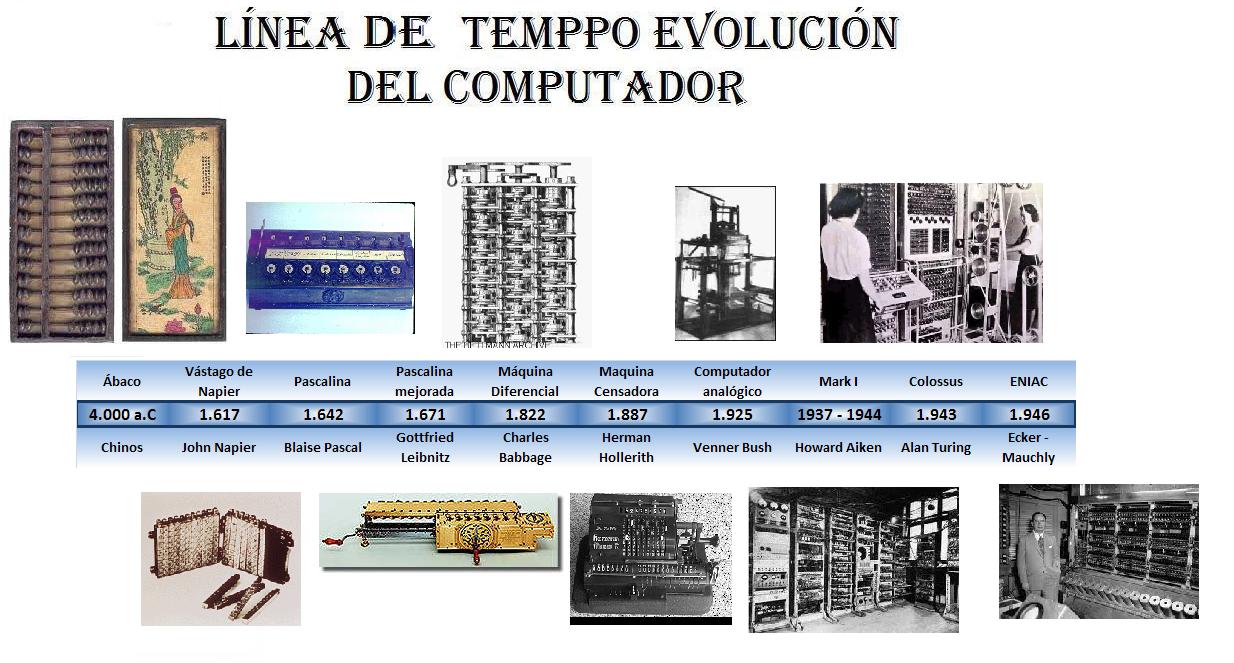 LÍNEA DE TEMPPO EVOLUCIÓN
DEL COMPUTADOR
THE BETTMANN ARCHIVE
Ábaco
Vástago de
Napier
Pascalina
Pascalina
mejorada
Máquina
Diferencial
Maquina
Censadora
Computador
analógico
Mark I
Colossus
ENIAC
4.000 a.C
1.617
1.642
1.671
1.822
1.887
1.925
1937 - 1944
1.943
1.946
Chinos
John Napier
Blaise Pascal
Gottfried
Leibnitz
Charles
Babbage
Herman
Hollerith
Venner Bush
Howard Aiken
Alan Turing
Ecker -
Mauchly